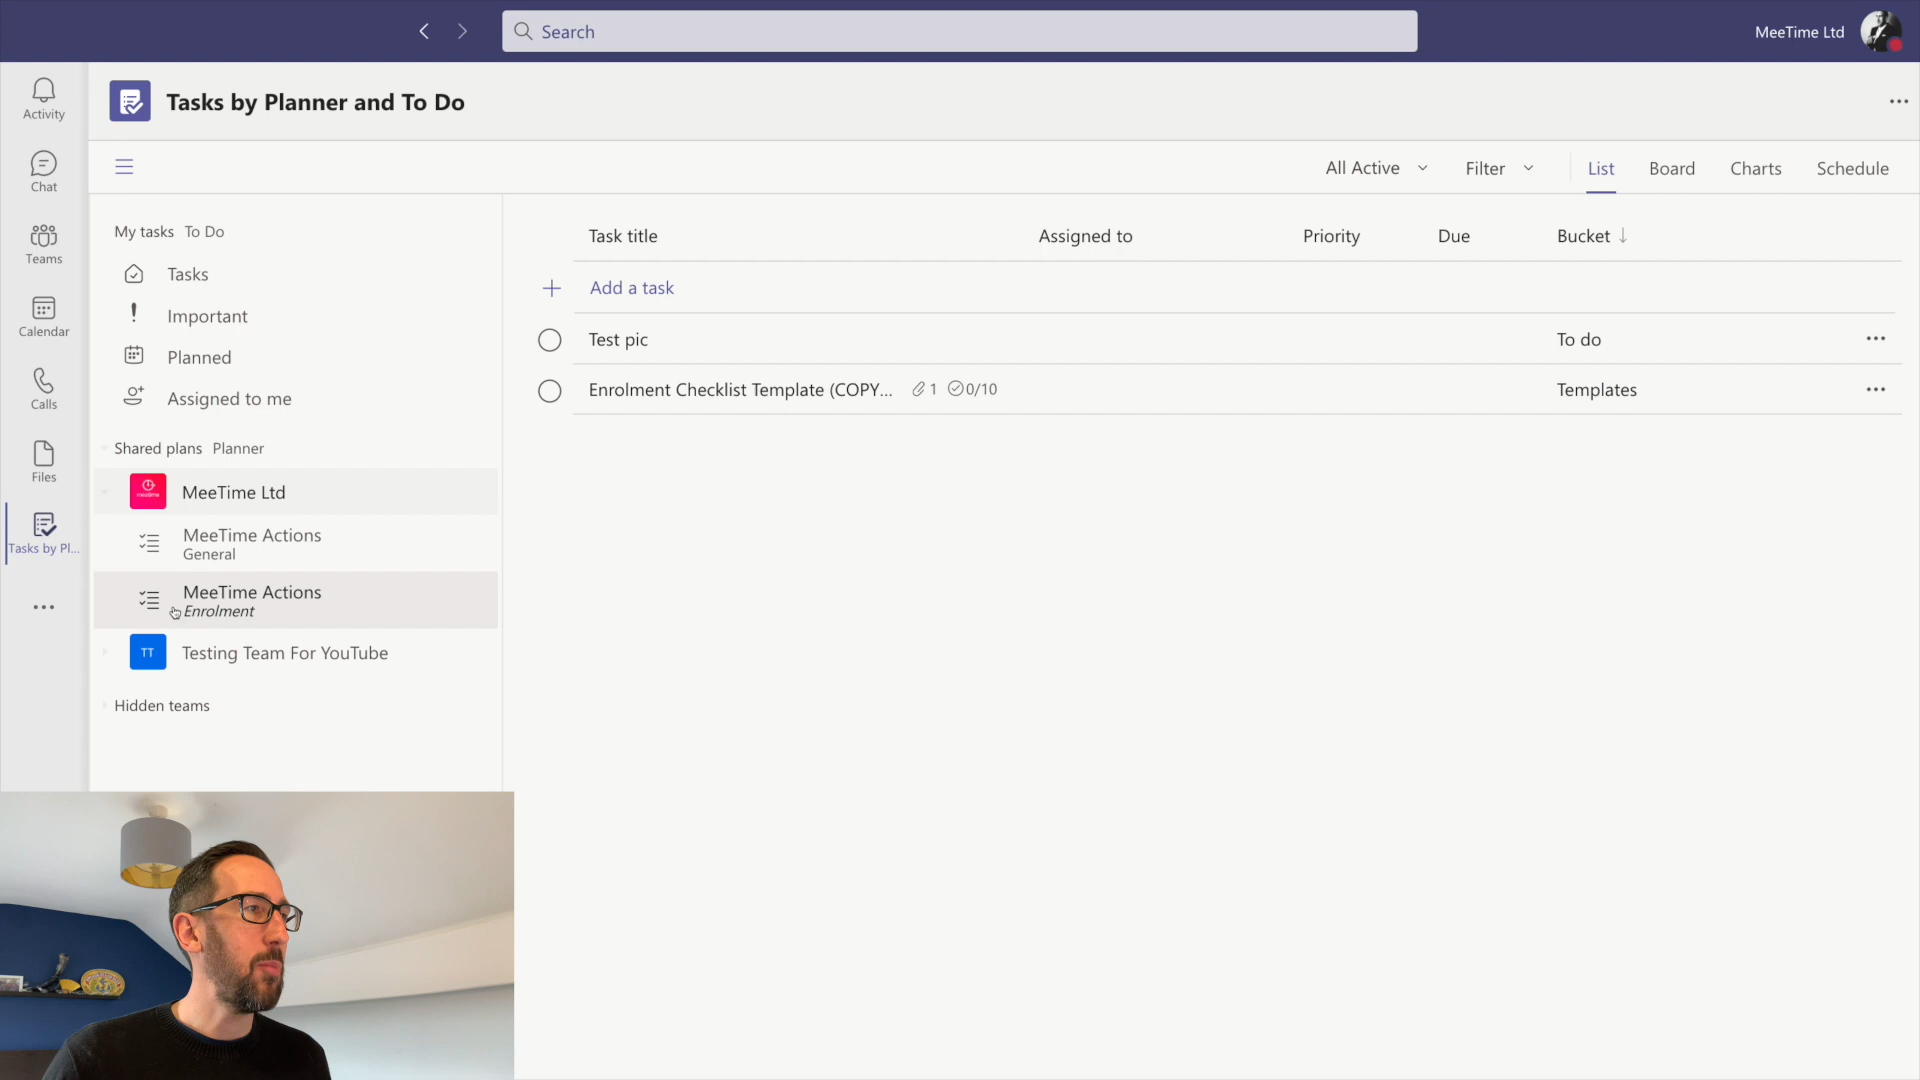 Search
MeeTime Ltd
Activity
Chat
Teams
Calendar
Calls
Files
Tasks by Pl...
Tasks by Planner and To Do
All Active
Filter
List
Board
Charts
Schedule
My tasks To Do
Tasks
Important
Planned
Assigned to me
Shared plans Planner
meetime
MeeTime Ltd
MeeTime Actions
General
MeeTime Actions
Enrolment
TT
Testing Team For YouTube
Hidden teams
Task title
Assigned to
Priority
Due
Bucket ↓
Add a task
Test pic
To do
Enrolment Checklist Template (COPY... 1 0/10
Templates